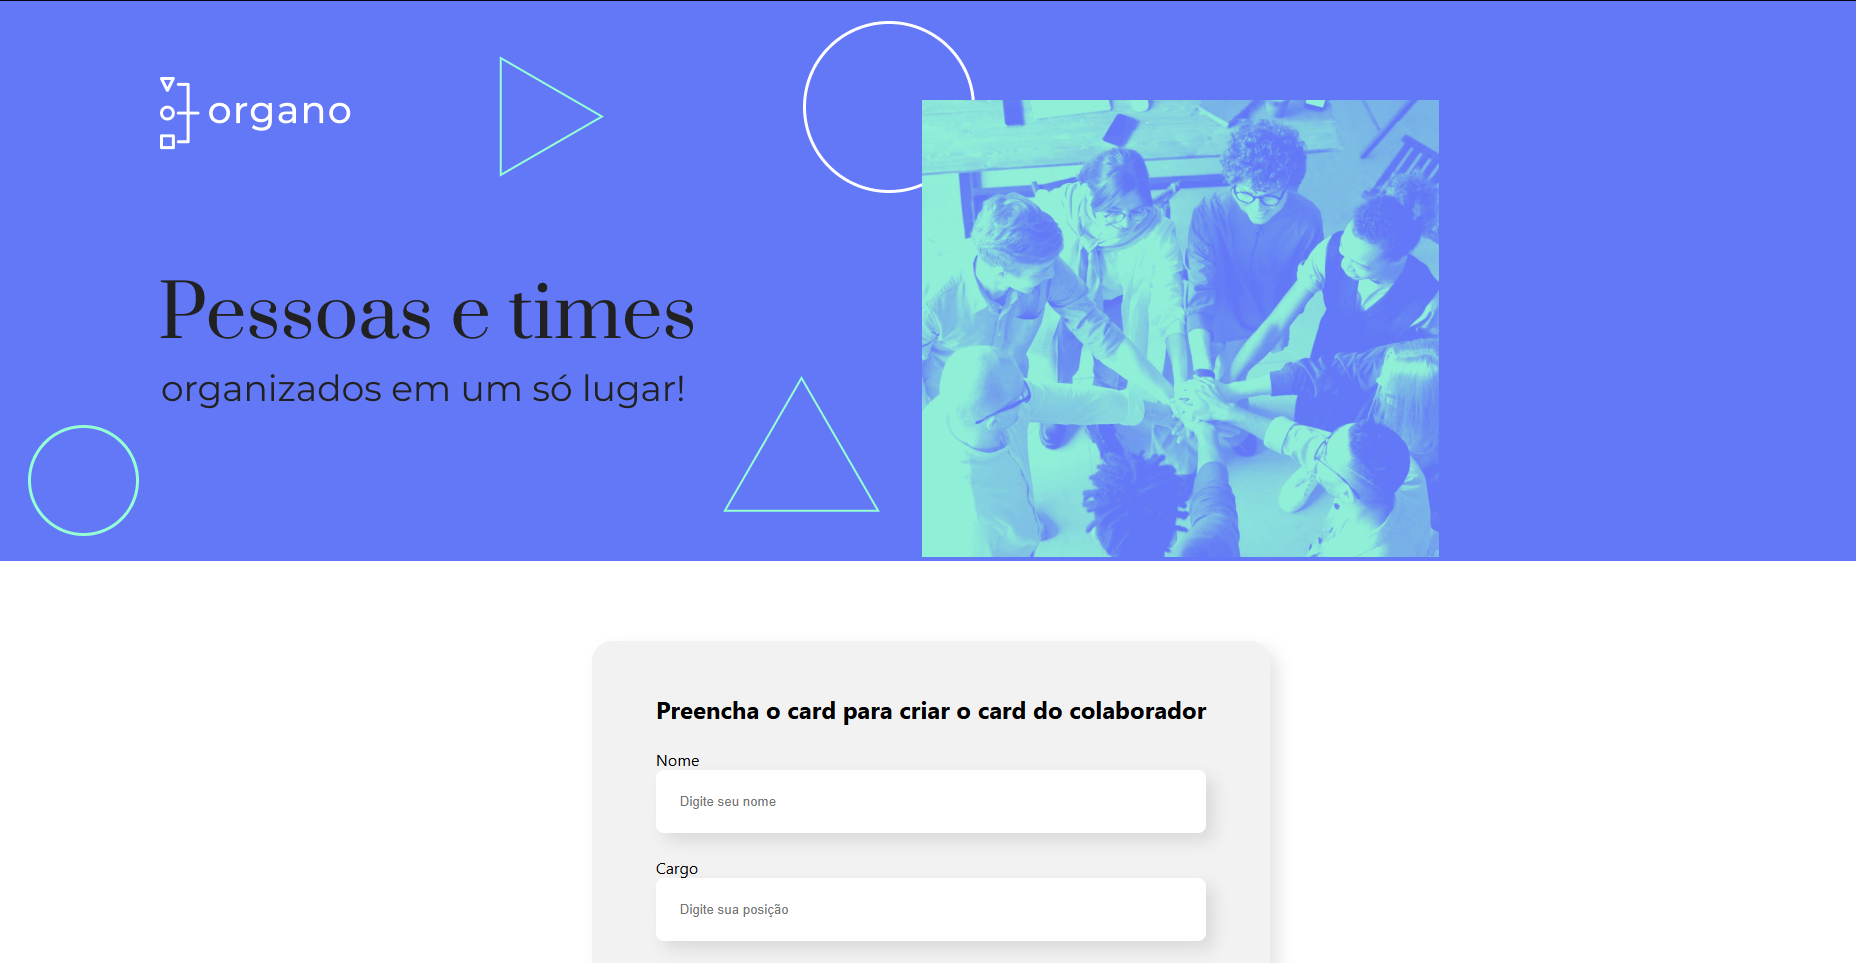 organo
Pessoas e times
organizados em um só lugar!
Preencha o card para criar o card do colaborador
Nome
Digite seu nome
Cargo
Digite sua posição